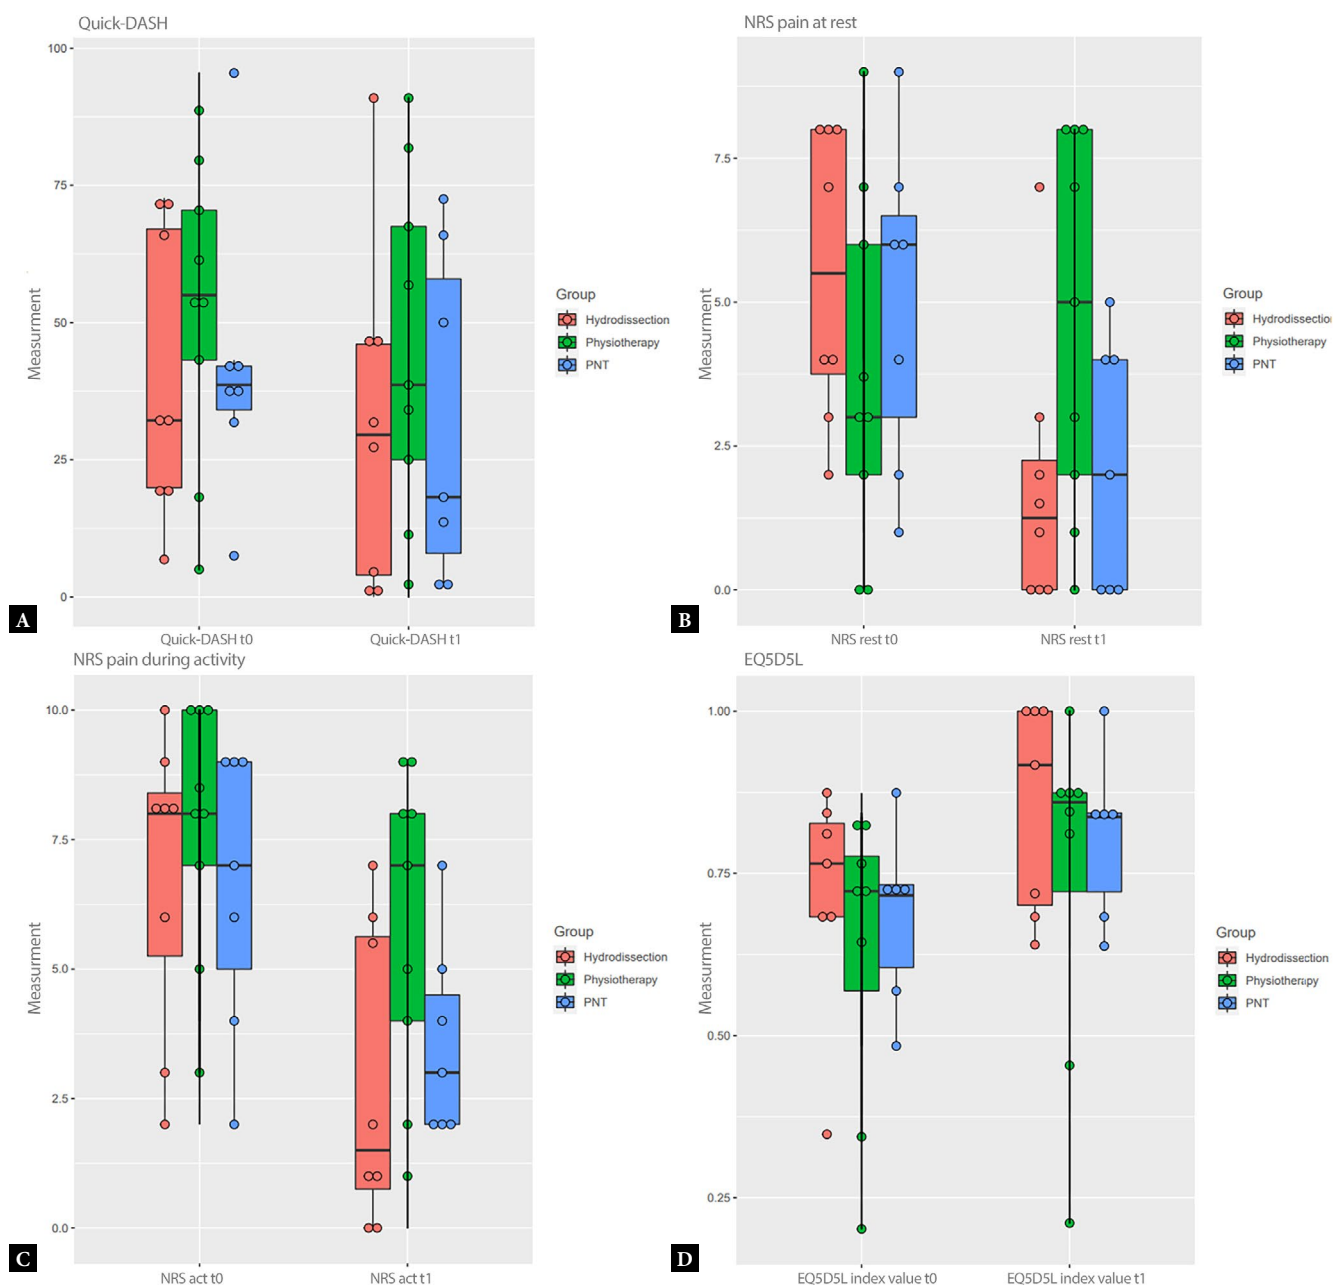 Quick-DASH
100
75
50
25
0
Measurment
Group
Hydrodissection
Physiotherapy
PNT
A
Quick-DASH t0
Quick-DASH t1
NRS pain at rest
7.5
5.0
2.5
0.0
Measurment
Group
Hydrodissectio
Physiotherapy
PNT
B
NRS rest t0
NRS rest t1
NRS pain during activity
10.0
7.5
5.0
2.5
0.0
Measurment
Group
Hydrodissection
Physiotherapy
PNT
C
NRS act t0
NRS act t1
EQ5D5L
1.00
0.75
0.50
0.25
Measurment
Group
Hydrodissection
Physiotherapy
PNT
D
EQ5D5L index value t0
EQ5D5L index value t1